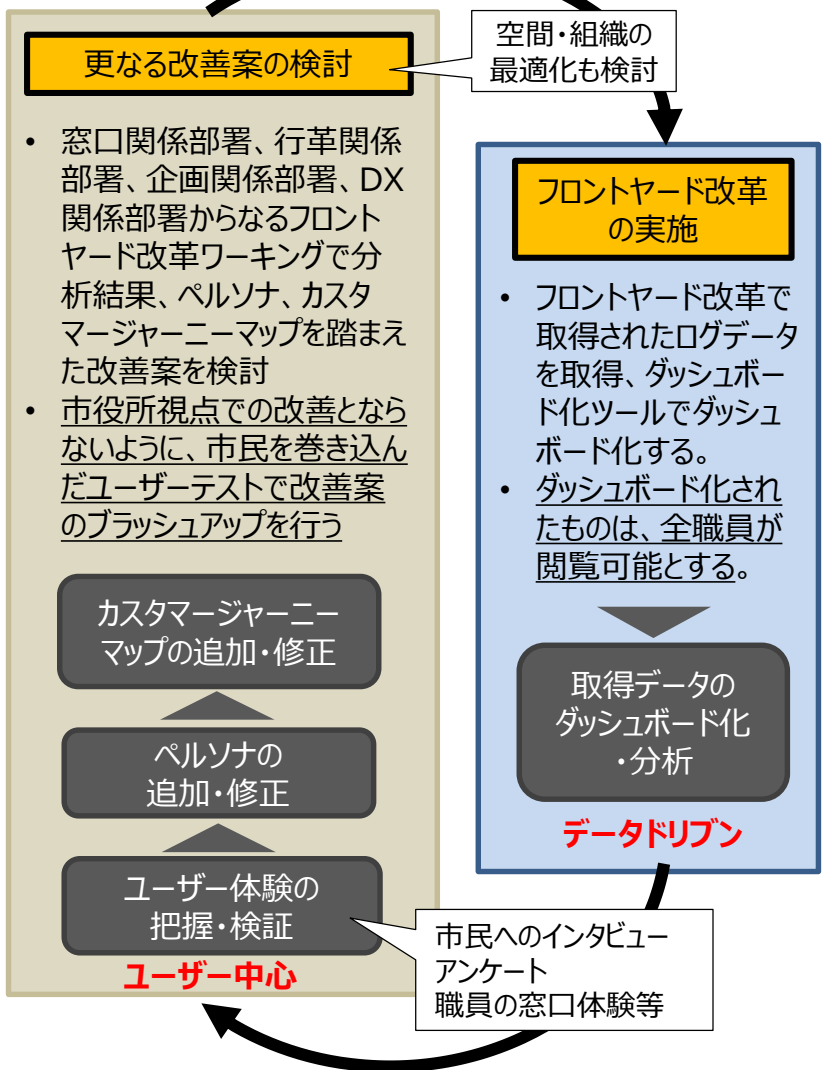 更なる改善案の検討
空間・組織の
最適化も検討
• 窓口関係部署、行革関係
部署、企画関係部署、DX
関係部署からなるフロント
ヤード改革ワーキングで分
析結果、ペルソナ、カスタ
マージャーニーマップを踏まえ
た改善案を検討
• 市役所視点での改善となら
ないように、市民を巻き込ん
だユーザーテストで改善案
のブラッシュアップを行う
カスタマージャーニー
マップの追加・修正
ペルソナの
追加・修正
ユーザー体験の
把握・検証
ユーザー中心
市民へのインタビュー
アンケート
職員の窓口体験等
フロントヤード改革
の実施
• フロントヤード改革で
取得されたログデータ
を取得、ダッシュボー
ド化ツールでダッシュ
ボード化する。
• ダッシュボード化され
たものは、全職員が
閲覧可能とする。
取得データの
ダッシュボード化
・分析
データドリブン